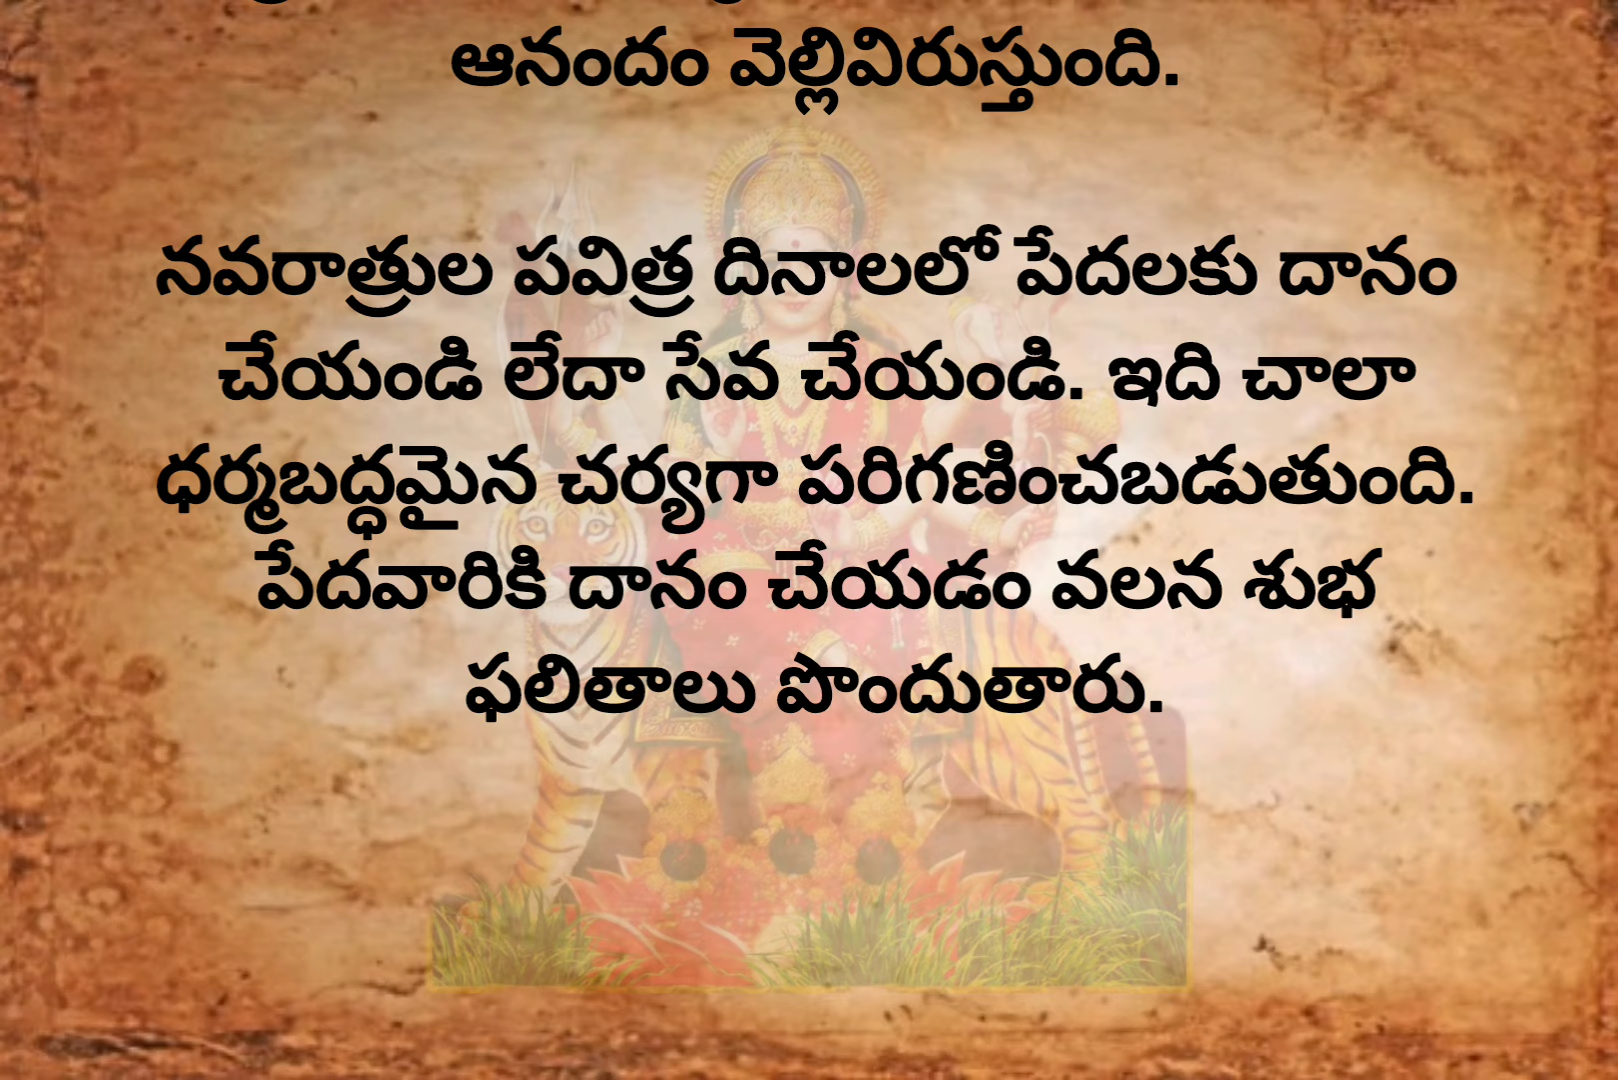 ఆనందం వెల్లివిరుస్తుంది.
నవరాత్రుల పవిత్ర దినాలలో పేదలకు దానం
చేయండి లేదా సేవ చేయండి. ఇది చాలా
ధర్మబద్ధమైన చర్యగా పరిగణించబడుతుంది.
పేదవారికి దానం చేయడం వలన శుభ
ఫలితాలు పొందుతారు.